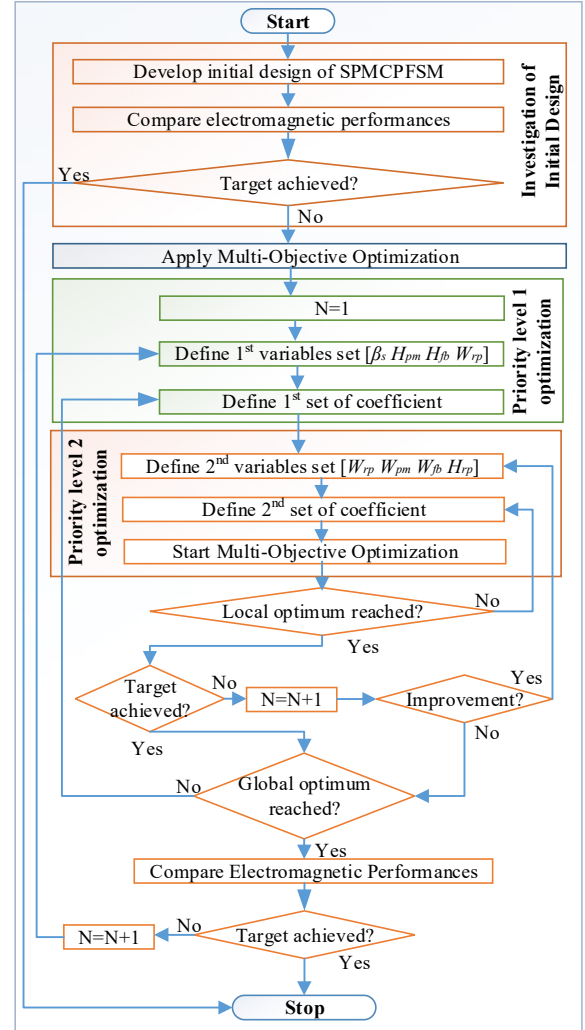 Start
Develop initial design of SPMCPFSM
Compare electromagnetic performances
Investigation of
Initial Design
Yes
Target achieved?
No
Apply Multi-Objective Optimization
N=1
Priority level 1
optimization
Define 1st variables set [βs Hpm Hfb Wrp]
Define 1st set of coefficient
Priority level 2
optimization
Define 2nd variables set [Wrp Wpm Wfb Hrp]
Define 2nd set of coefficient
Start Multi-Objective Optimization
Local optimum reached?
No
Yes
Target
achieved?
No
N=N+1
Improvement?
Yes
Yes
No
Global optimum
reached?
No
Yes
Compare Electromagnetic Performances
N=N+1
No
Target achieved?
Yes
Stop